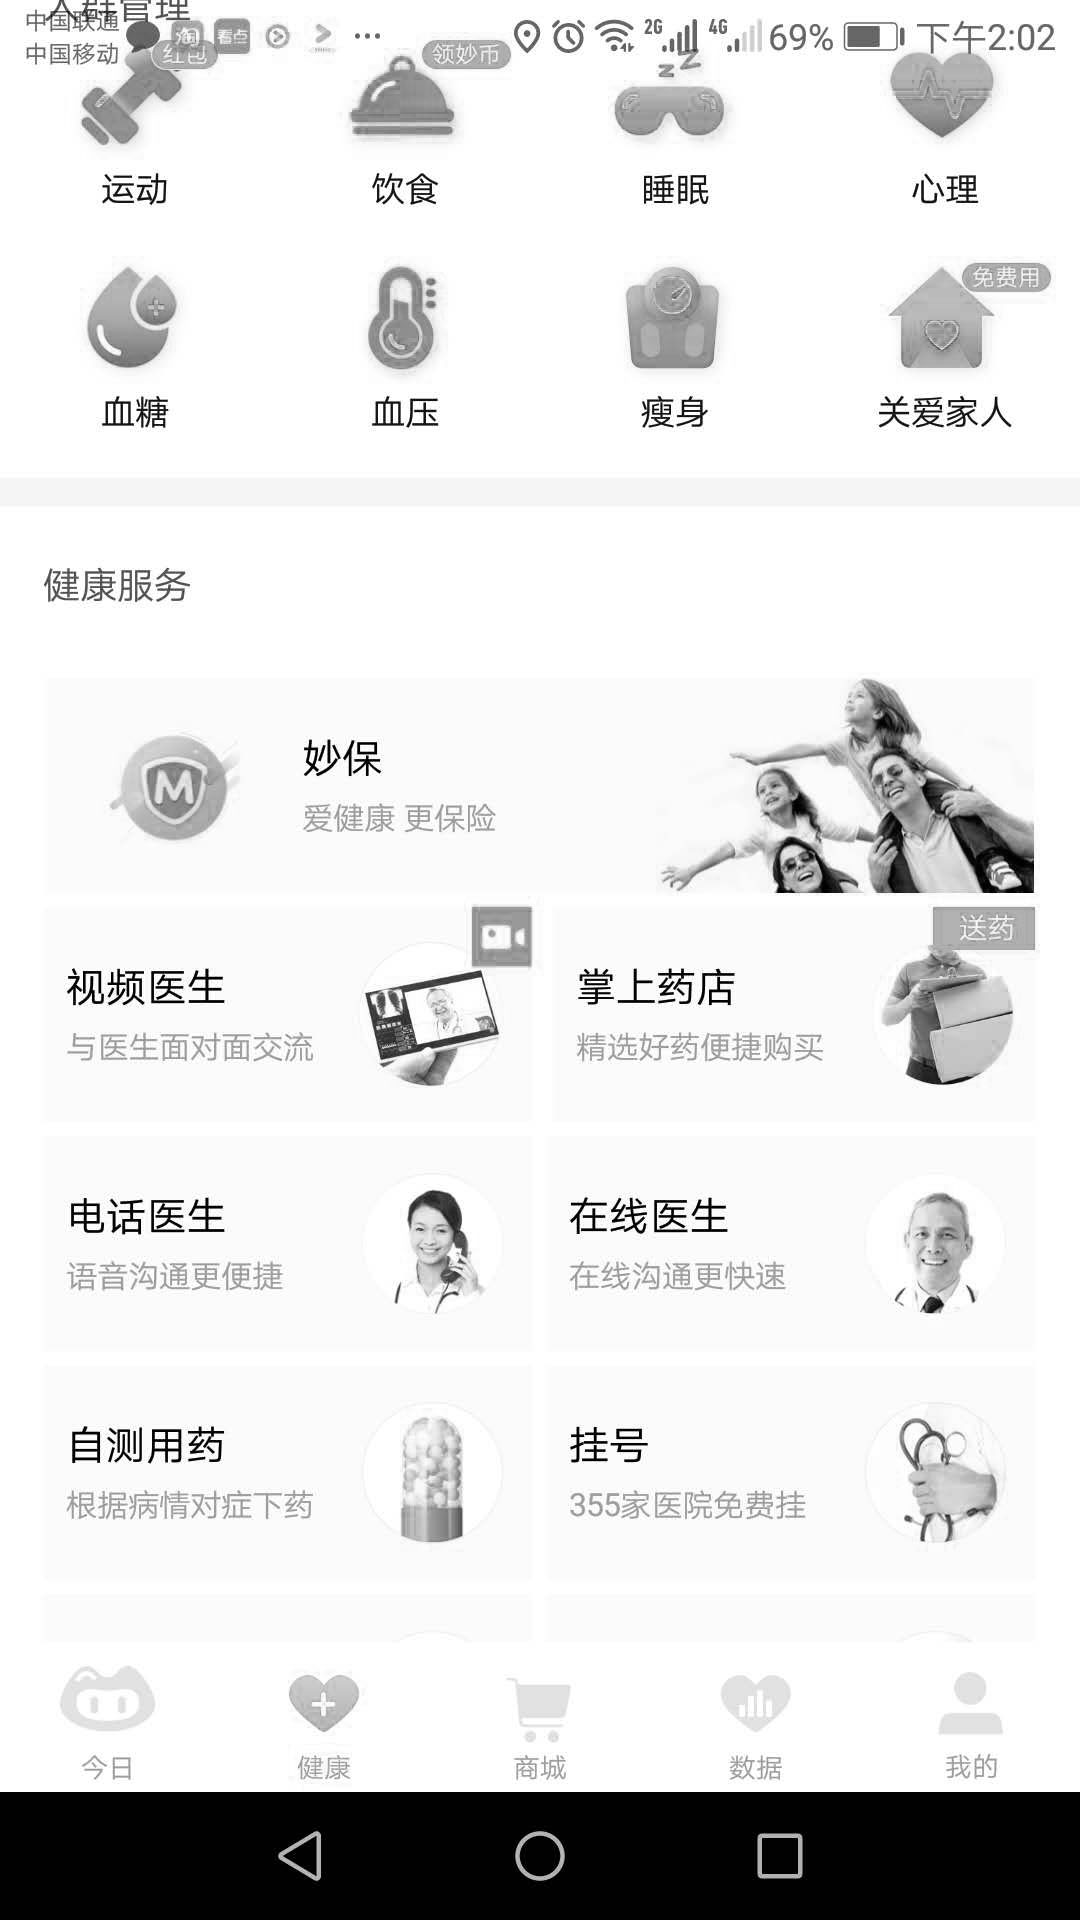 人群管理
中国联通
中国移动
淘
看点
2G
4G
69%
下午2:02
红包
领妙币
运动
饮食
睡眠
心理
免费用
血糖
血压
瘦身
关爱家人
健康服务
M
妙保
爱健康 更保险
视频医生
与医生面对面交流
送药
掌上药店
精选好药便捷购买
电话医生
语音沟通更便捷
在线医生
在线沟通更快速
自测用药
根据病情对症下药
挂号
355家医院免费挂
今日
健康
商城
数据
我的